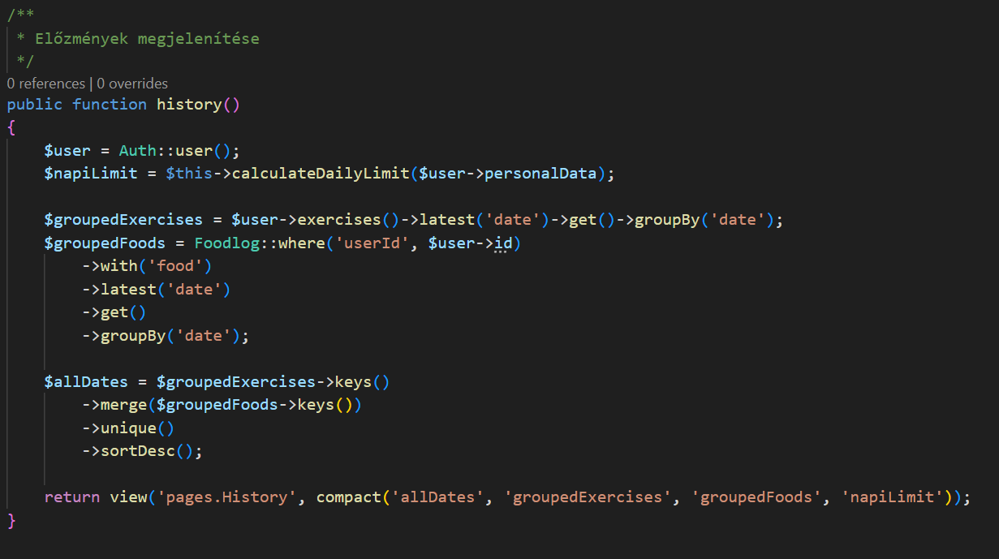 /**
 * Előzmények megjelenítése
 */
0 references | 0 overrides
public function history()
{
    $user = Auth::user();
    $napiLimit = $this->calculateDailyLimit($user->personalData);

    $groupedExercises = $user->exercises()->latest('date')->get()->groupBy('date');
    $groupedFoods = Foodlog::where('userId', $user->id)
        ->with('food')
        ->latest('date')
        ->get()
        ->groupBy('date');

    $allDates = $groupedExercises->keys()
        ->merge($groupedFoods->keys())
        ->unique()
        ->sortDesc();

    return view('pages.History', compact('allDates', 'groupedExercises', 'groupedFoods', 'napiLimit'));
}